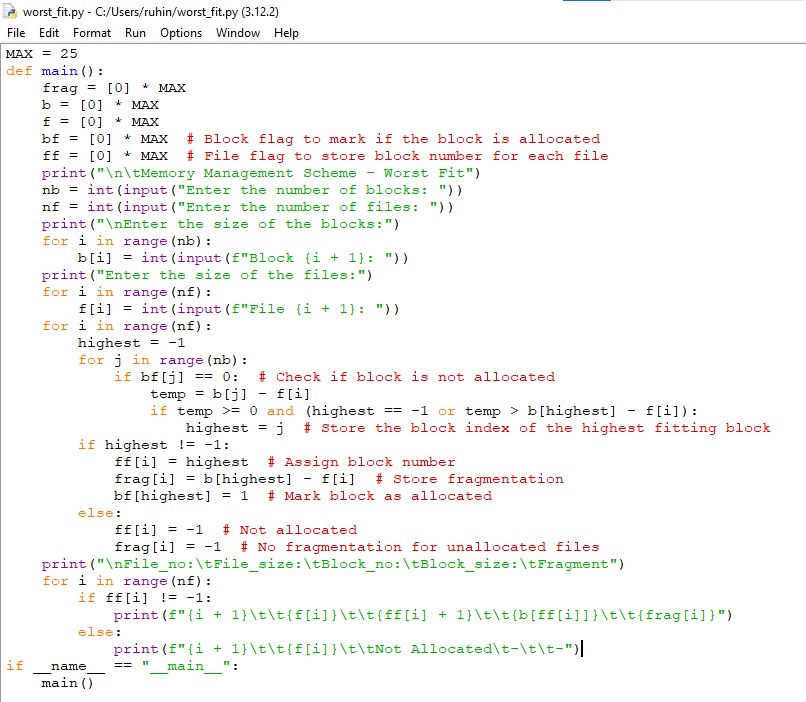 worst_fit.py - C:/Users/ruhin/worst_fit.py (3.12.2)
File Edit Format Run Options Window Help
MAX = 25
def main():
    frag = [0] * MAX
    b = [0] * MAX
    f = [0] * MAX
    bf = [0] * MAX  # Block flag to mark if the block is allocated
    ff = [0] * MAX  # File flag to store block number for each file
    print("\n\tMemory Management Scheme - Worst Fit")
    nb = int(input("Enter the number of blocks: "))
    nf = int(input("Enter the number of files: "))
    print("\nEnter the size of the blocks:")
    for i in range(nb):
        b[i] = int(input(f"Block {i + 1}: "))
    print("Enter the size of the files:")
    for i in range(nf):
        f[i] = int(input(f"File {i + 1}: "))
    for i in range(nf):
        highest = -1
        for j in range(nb):
            if bf[j] == 0:  # Check if block is not allocated
                temp = b[j] - f[i]
                if temp >= 0 and (highest == -1 or temp > b[highest] - f[i]):
                    highest = j  # Store the block index of the highest fitting block
        if highest != -1:
            ff[i] = highest  # Assign block number
            frag[i] = b[highest] - f[i]  # Store fragmentation
            bf[highest] = 1  # Mark block as allocated
        else:
            ff[i] = -1  # Not allocated
            frag[i] = -1  # No fragmentation for unallocated files
    print("\nFile_no:\tFile_size:\tBlock_no:\tBlock_size:\tFragment")
    for i in range(nf):
        if ff[i] != -1:
            print(f"{i + 1}\t\t{f[i]}\t\t{ff[i] + 1}\t\t{b[ff[i]]}\t\t{frag[i]}")
        else:
            print(f"{i + 1}\t\t{f[i]}\t\tNot Allocated\t-\t\t-")
if __name__ == "__main__":
    main()